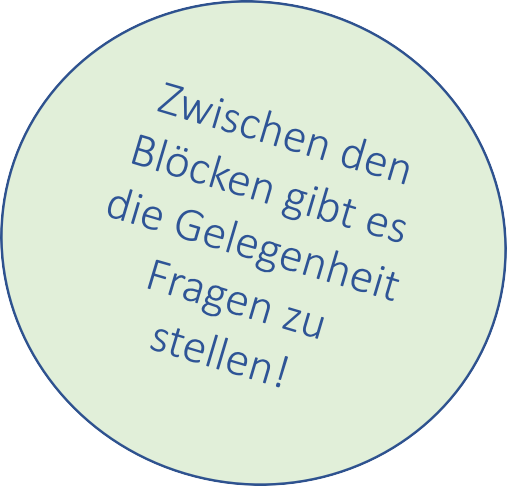 Zwischen den
Blöcken gibt es
die Gelegenheit
Fragen zu
stellen!